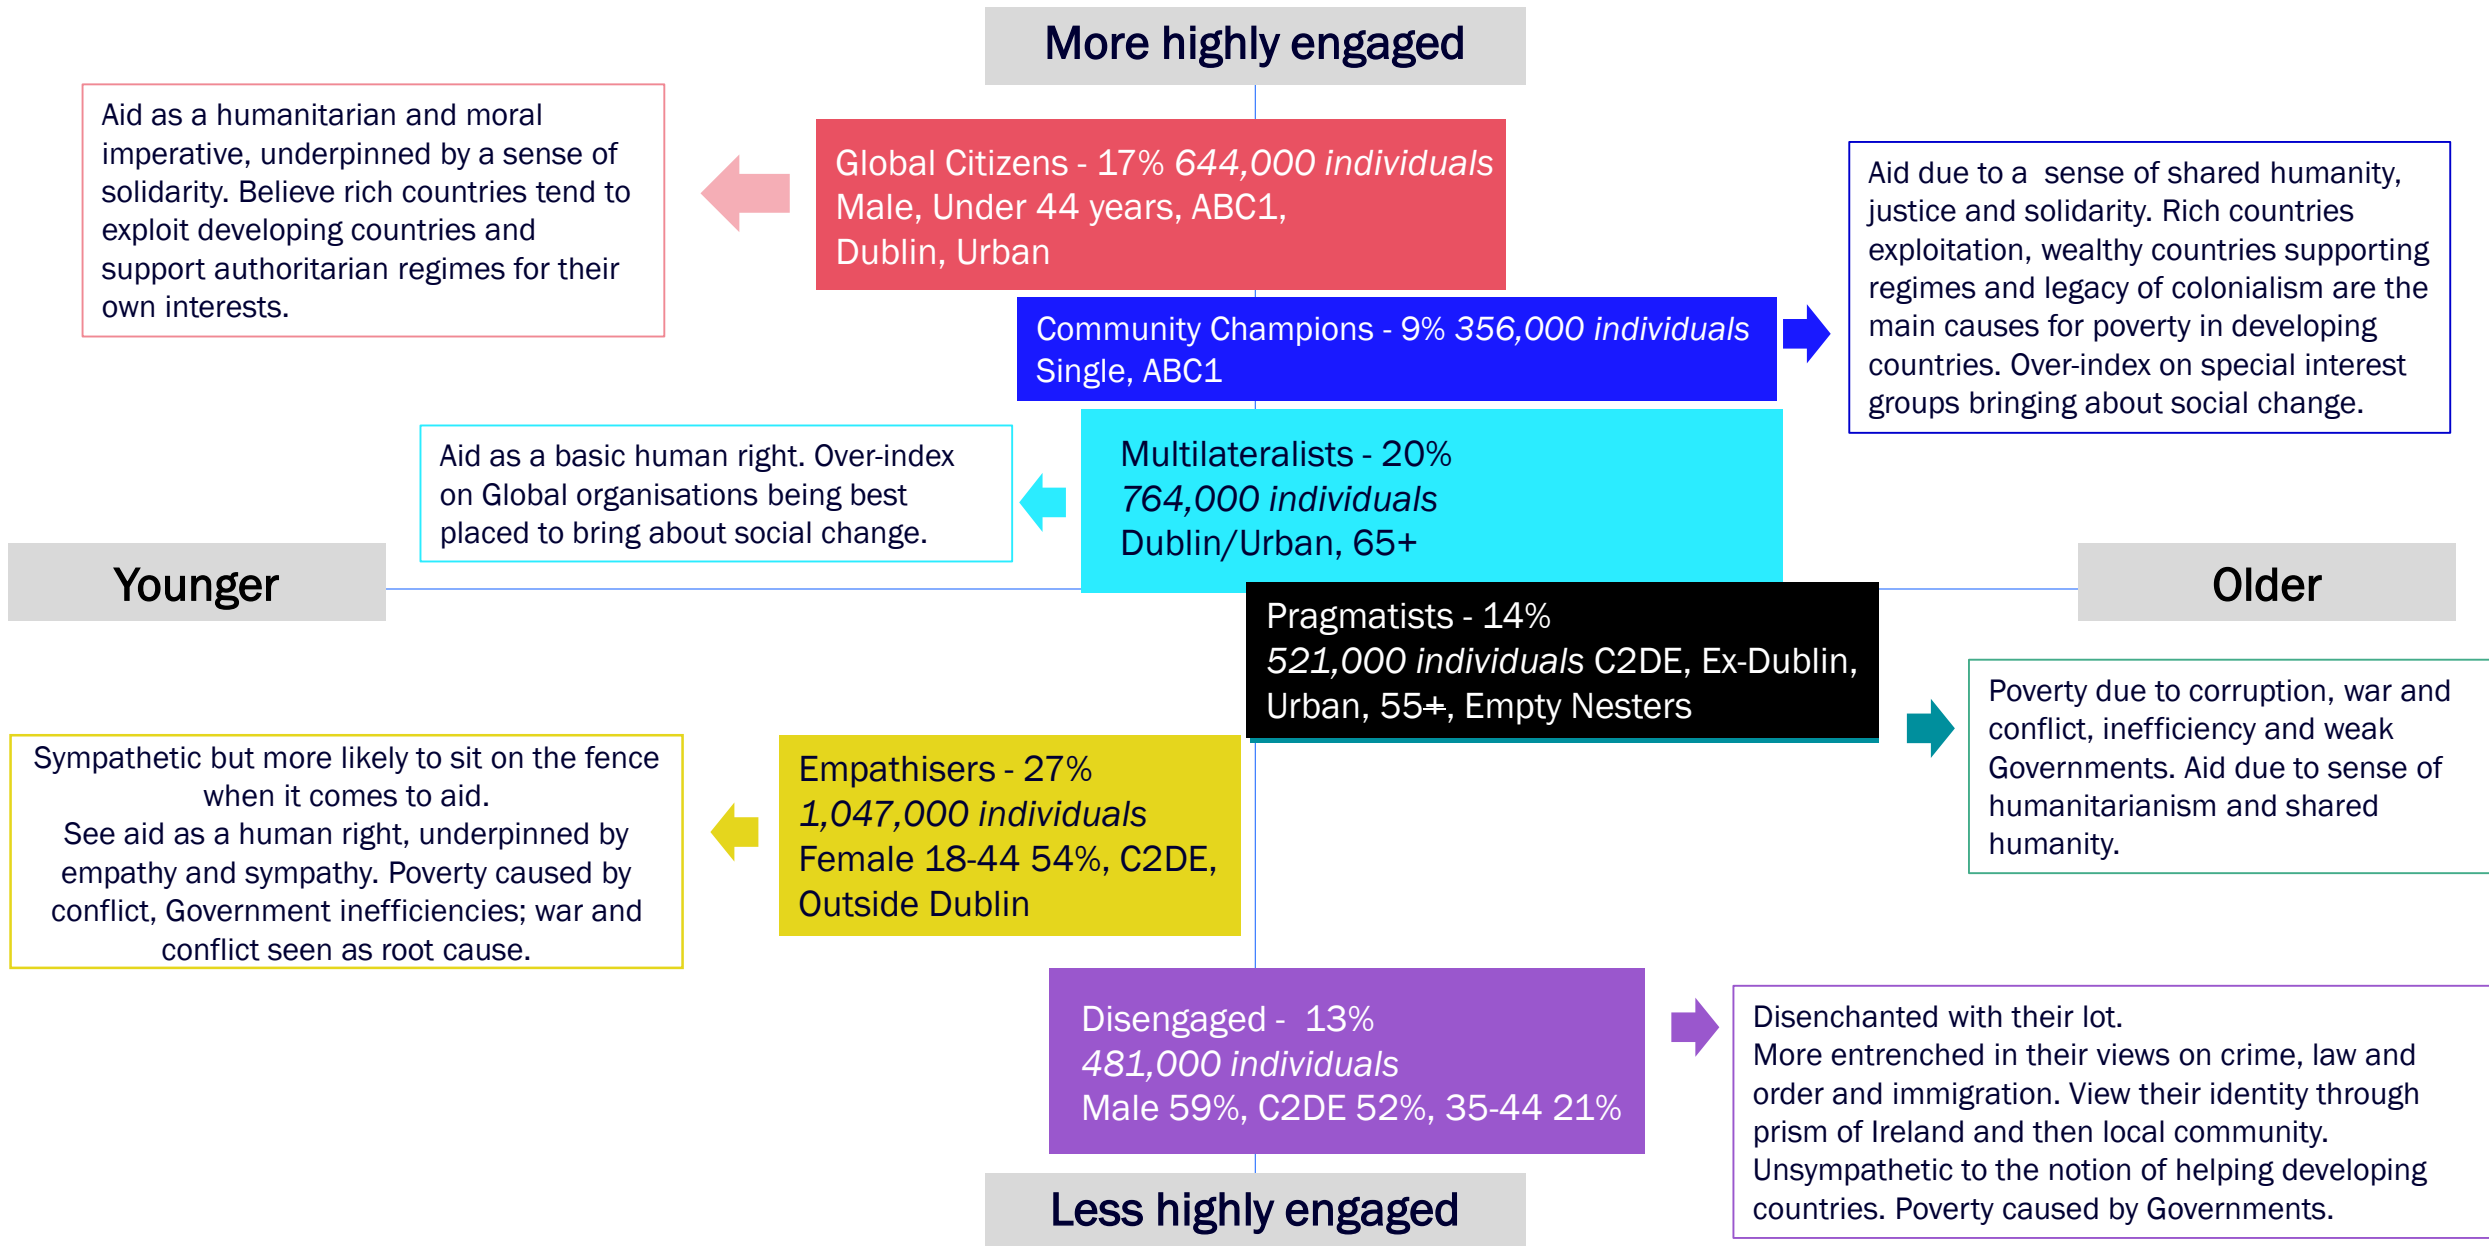 More highly engaged
Aid as a humanitarian and moral
imperative, underpinned by a sense of
solidarity. Believe rich countries tend to
exploit developing countries and
support authoritarian regimes for their
own interests.
Global Citizens - 17% 644,000 individuals
Male, Under 44 years, ABC1,
Dublin, Urban
Aid due to a sense of shared humanity,
justice and solidarity. Rich countries
exploitation, wealthy countries supporting
regimes and legacy of colonialism are the
main causes for poverty in developing
countries. Over-index on special interest
groups bringing about social change.
Community Champions - 9% 356,000 individuals
Single, ABC1
Aid as a basic human right. Over-index
on Global organisations being best
placed to bring about social change.
Multilateralists - 20%
764,000 individuals
Dublin/Urban, 65+
Younger
Older
Pragmatists - 14%
521,000 individuals C2DE, Ex-Dublin,
Urban, 55+, Empty Nesters
Poverty due to corruption, war and
conflict, inefficiency and weak
Governments. Aid due to sense of
humanitarianism and shared
humanity.
Sympathetic but more likely to sit on the fence
when it comes to aid.
See aid as a human right, underpinned by
empathy and sympathy. Poverty caused by
conflict, Government inefficiencies; war and
conflict seen as root cause.
Empathisers - 27%
1,047,000 individuals
Female 18-44 54%, C2DE,
Outside Dublin
Disengaged -  13%
481,000 individuals
Male 59%, C2DE 52%, 35-44 21%
Disenchanted with their lot.
More entrenched in their views on crime, law and
order and immigration. View their identity through
prism of Ireland and then local community.
Unsympathetic to the notion of helping developing
countries. Poverty caused by Governments.
Less highly engaged